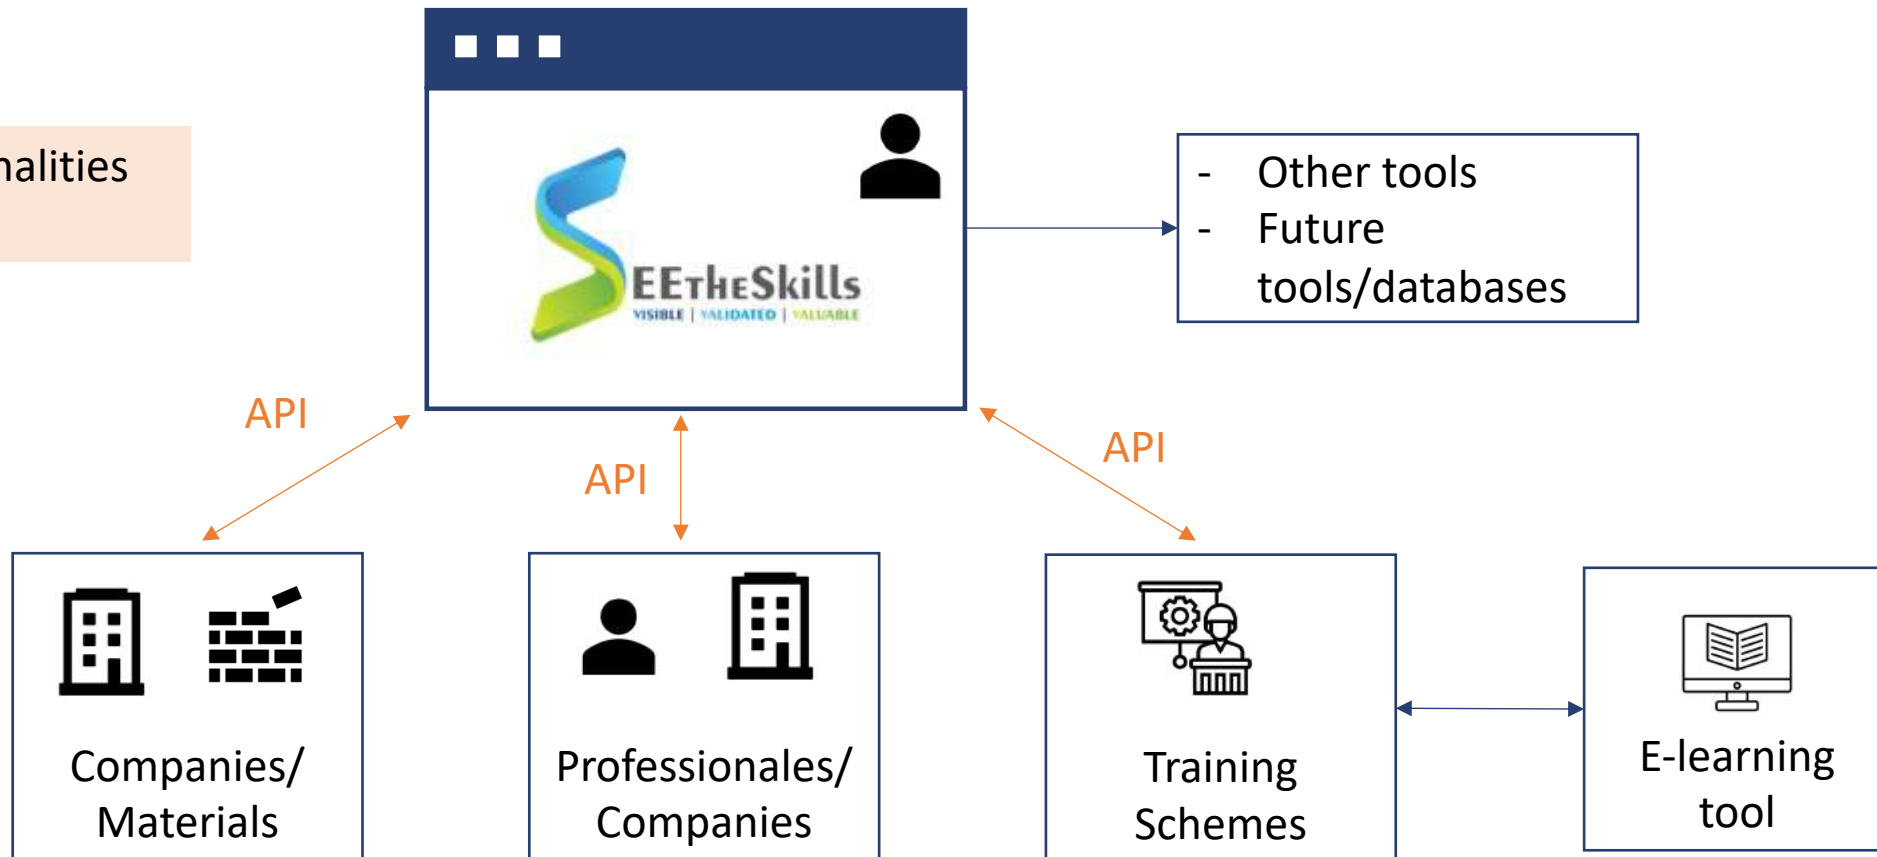 nalities
EETHESkills
VISIBLE | VALIDATED | VALUABLE
- Other tools
- Future
tools/databases
API
API
API
Companies/
Materials
Professionales/
Companies
Training
Schemes
E-learning
tool